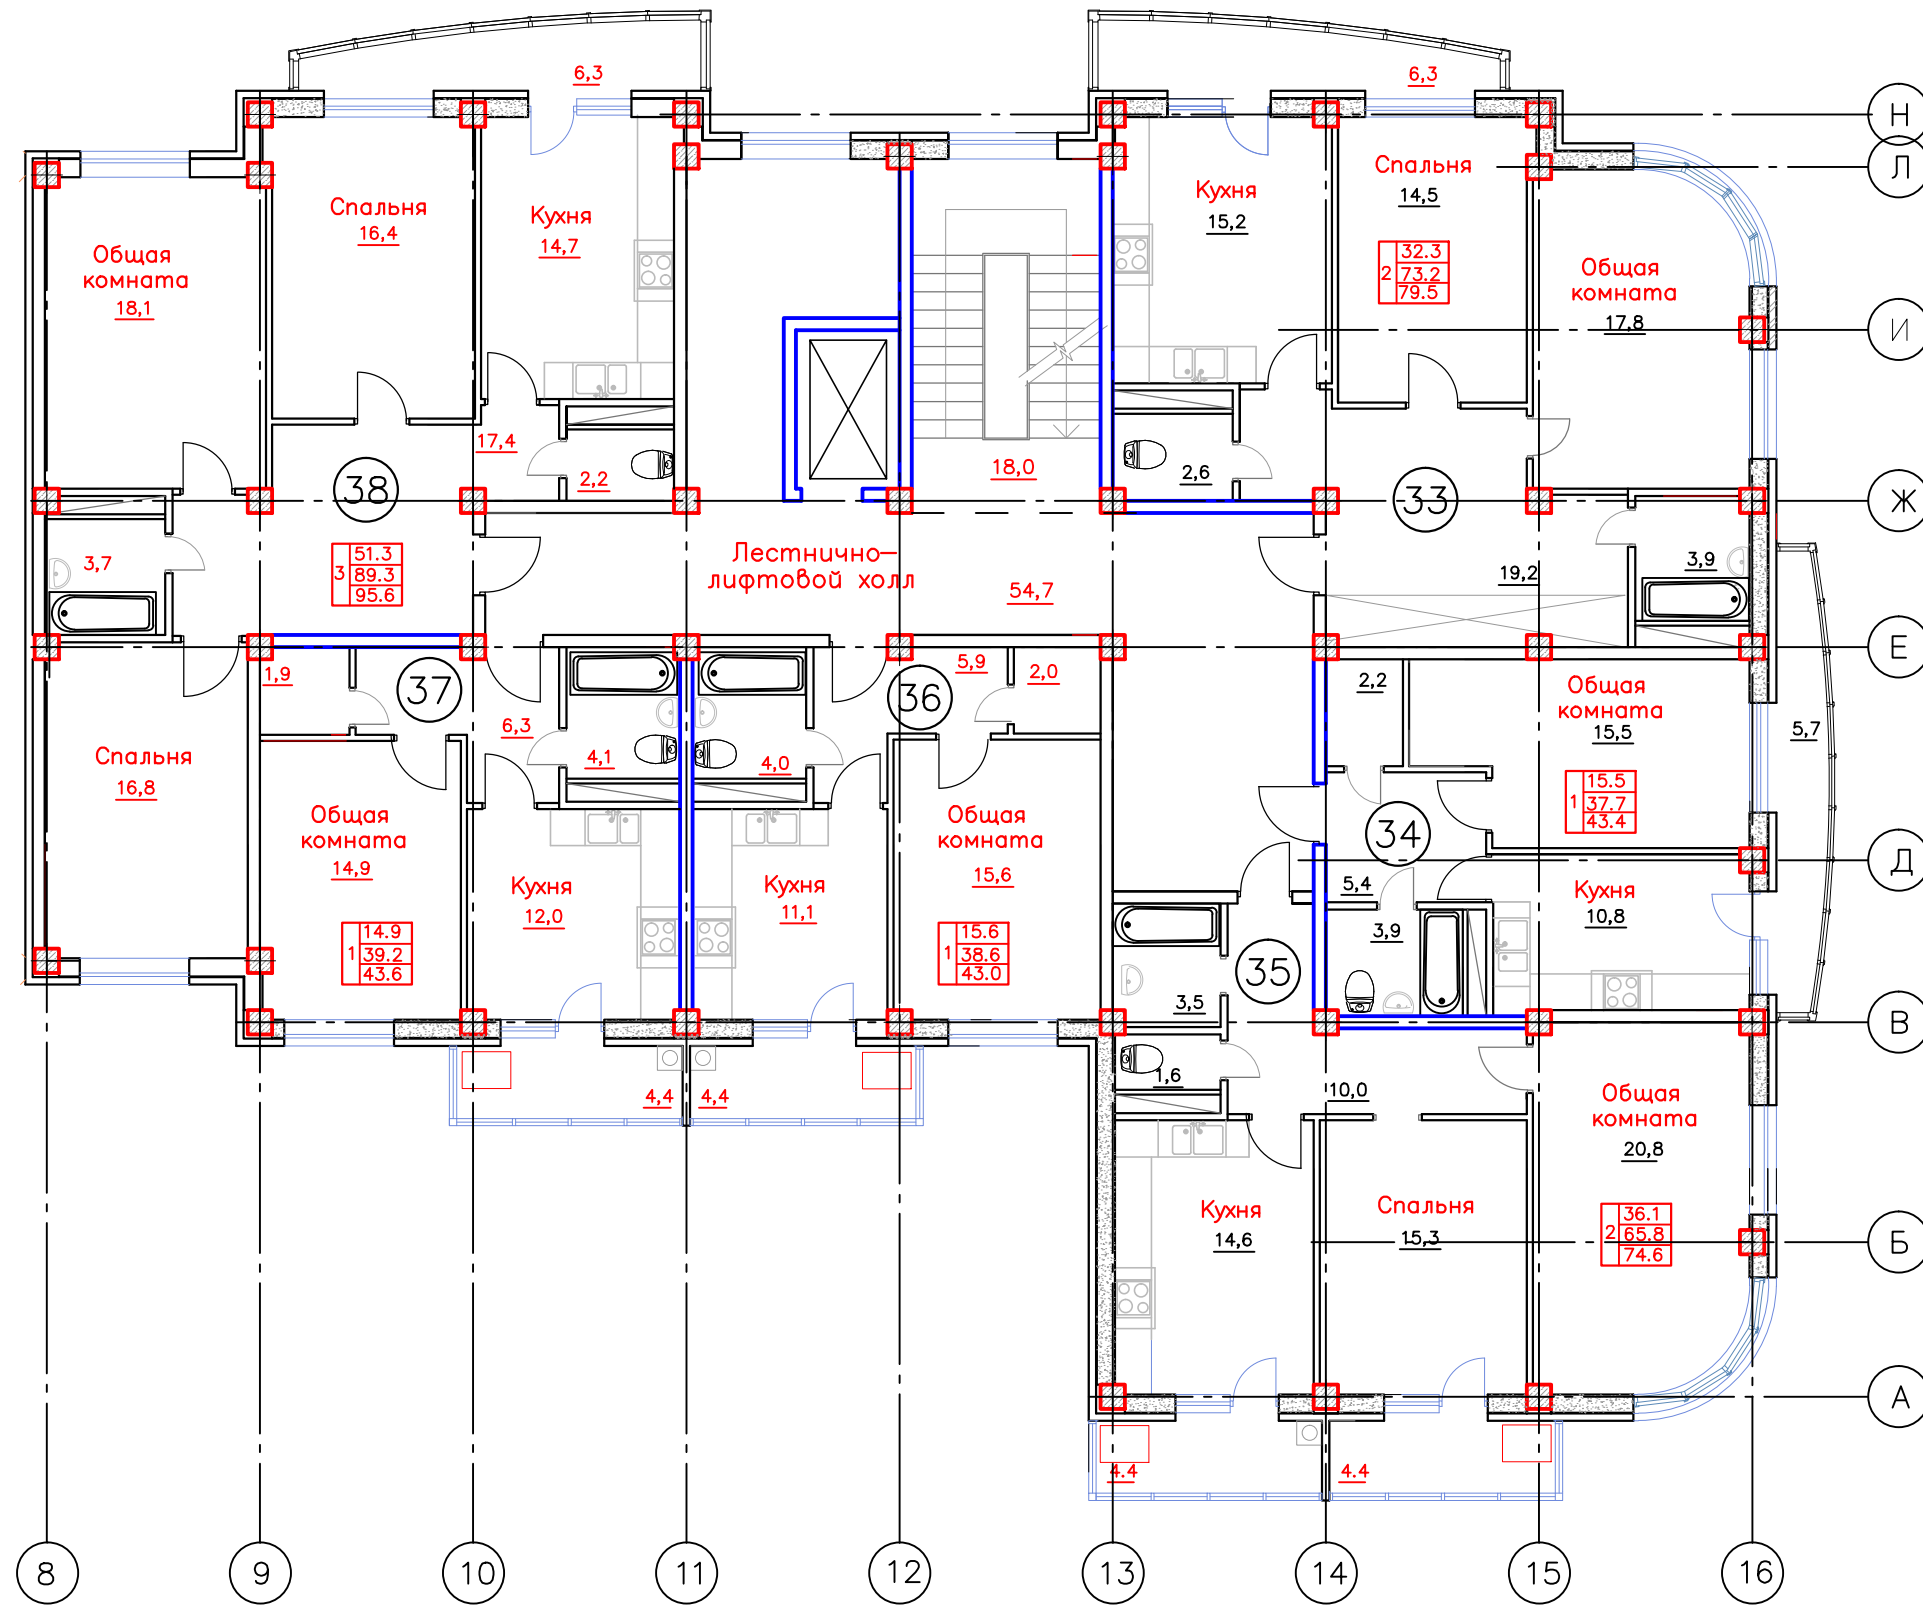 6,3
6,3
Н
Л
Общая
комната
18,1
Спальня
16,4
Кухня
14,7
Кухня
15,2
Спальня
14,5
2
32.3
73.2
79.5
Общая
комната
17,8
И
17,4
2,2
18,0
2,6
38
33
Ж
3,7
3
51.3
89.3
95.6
Лестнично-
лифтовой холл
54,7
19,2
3,9
Е
1,9
37
6,3
4,1
36
5,9
2,0
4,0
2,2
Общая
комната
15,5
5,7
Спальня
16,8
Общая
комната
14,9
1
14.9
39.2
43.6
Кухня
12,0
Кухня
11,1
Общая
комната
15,6
1
15.6
38.6
43.0
1
15.5
37.7
43.4
34
5,4
3,9
Кухня
10,8
Д
35
3,5
В
4,4
4,4
1,6
10,0
Общая
комната
20,8
Кухня
14,6
Спальня
15,3
2
36.1
65.8
74.6
Б
А
4.4
4.4
8
9
10
11
12
13
14
15
16